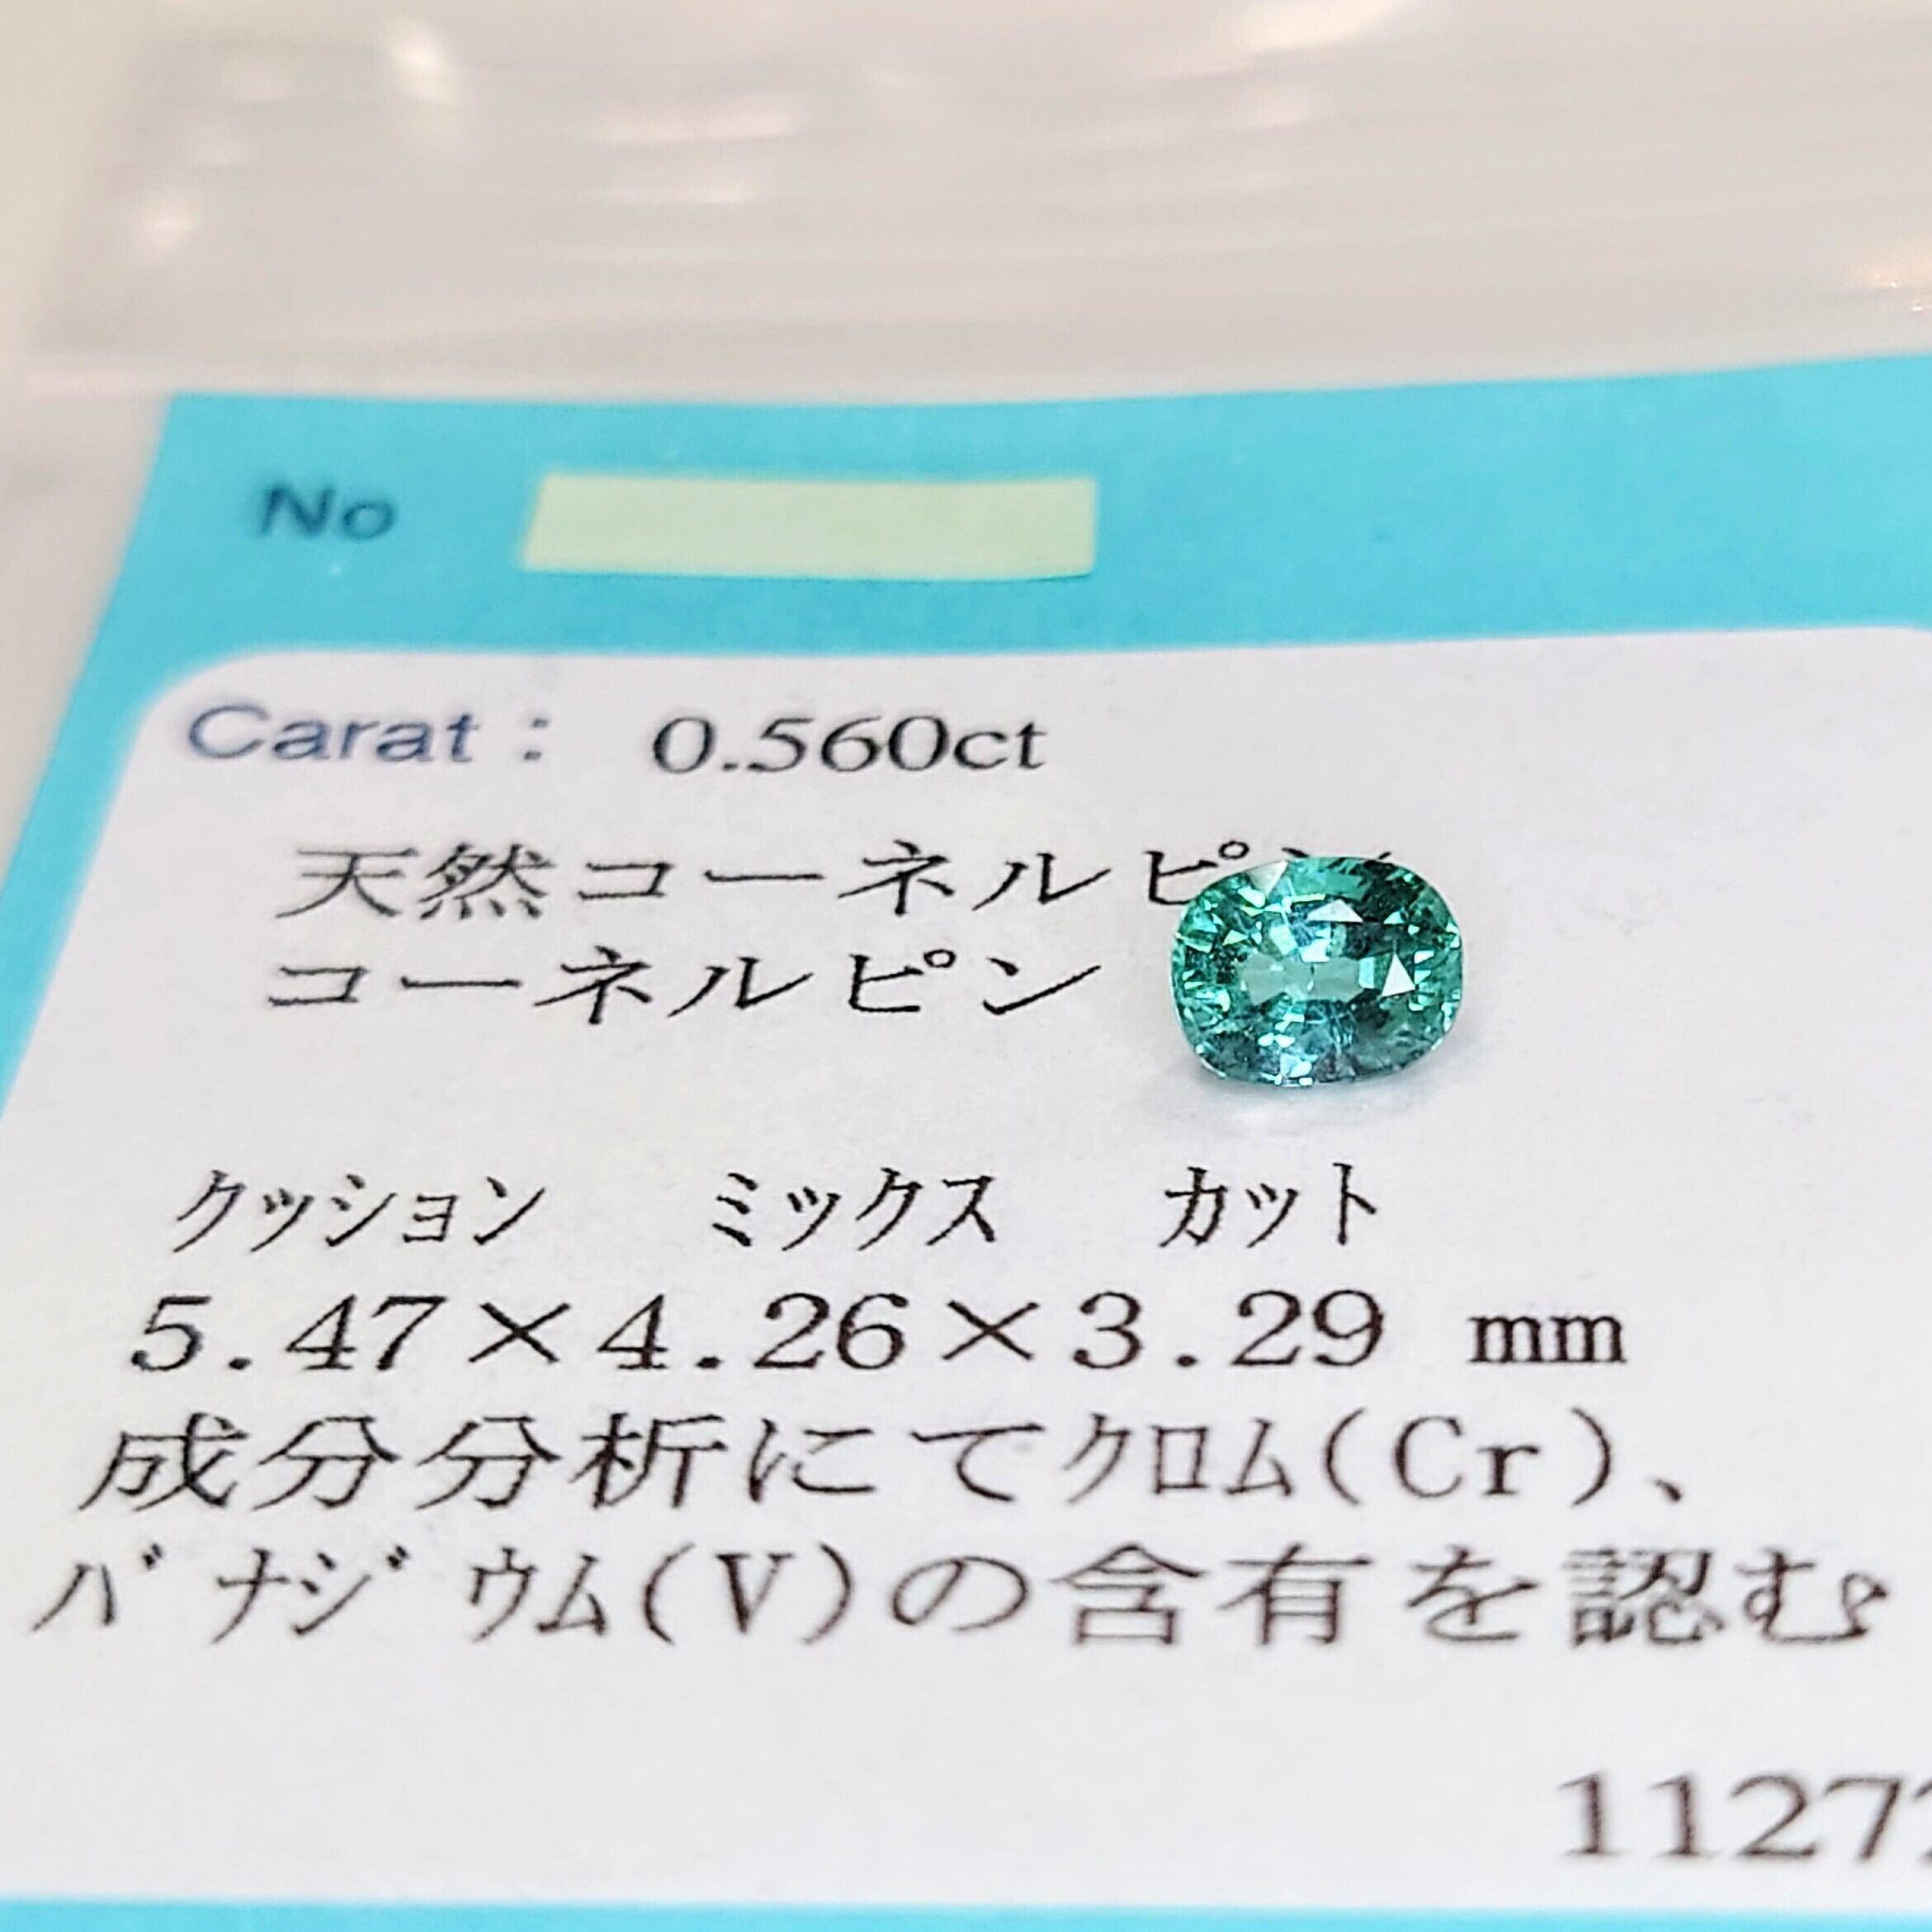 No
Carat : 0.560ct
天然コーネルピン
コーネルピン
クッション ミックス カット
5.47×4.26×3.29 mm
成分分析にてｸﾛﾑ(Cr)、
ﾊﾞﾅｼﾞｳﾑ(V)の含有を認む
1127